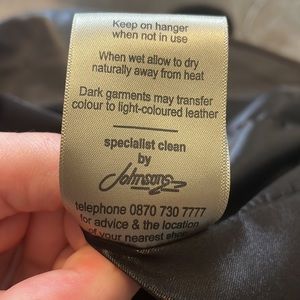 Keep on hanger
when not in use
When wet allow to dry
naturally away from heat
Dark garments may transfer
colour to light-coloured leather
specialist clean
by
Johnsons
telephone 0870 730 7777
for advice & the location
of your nearest